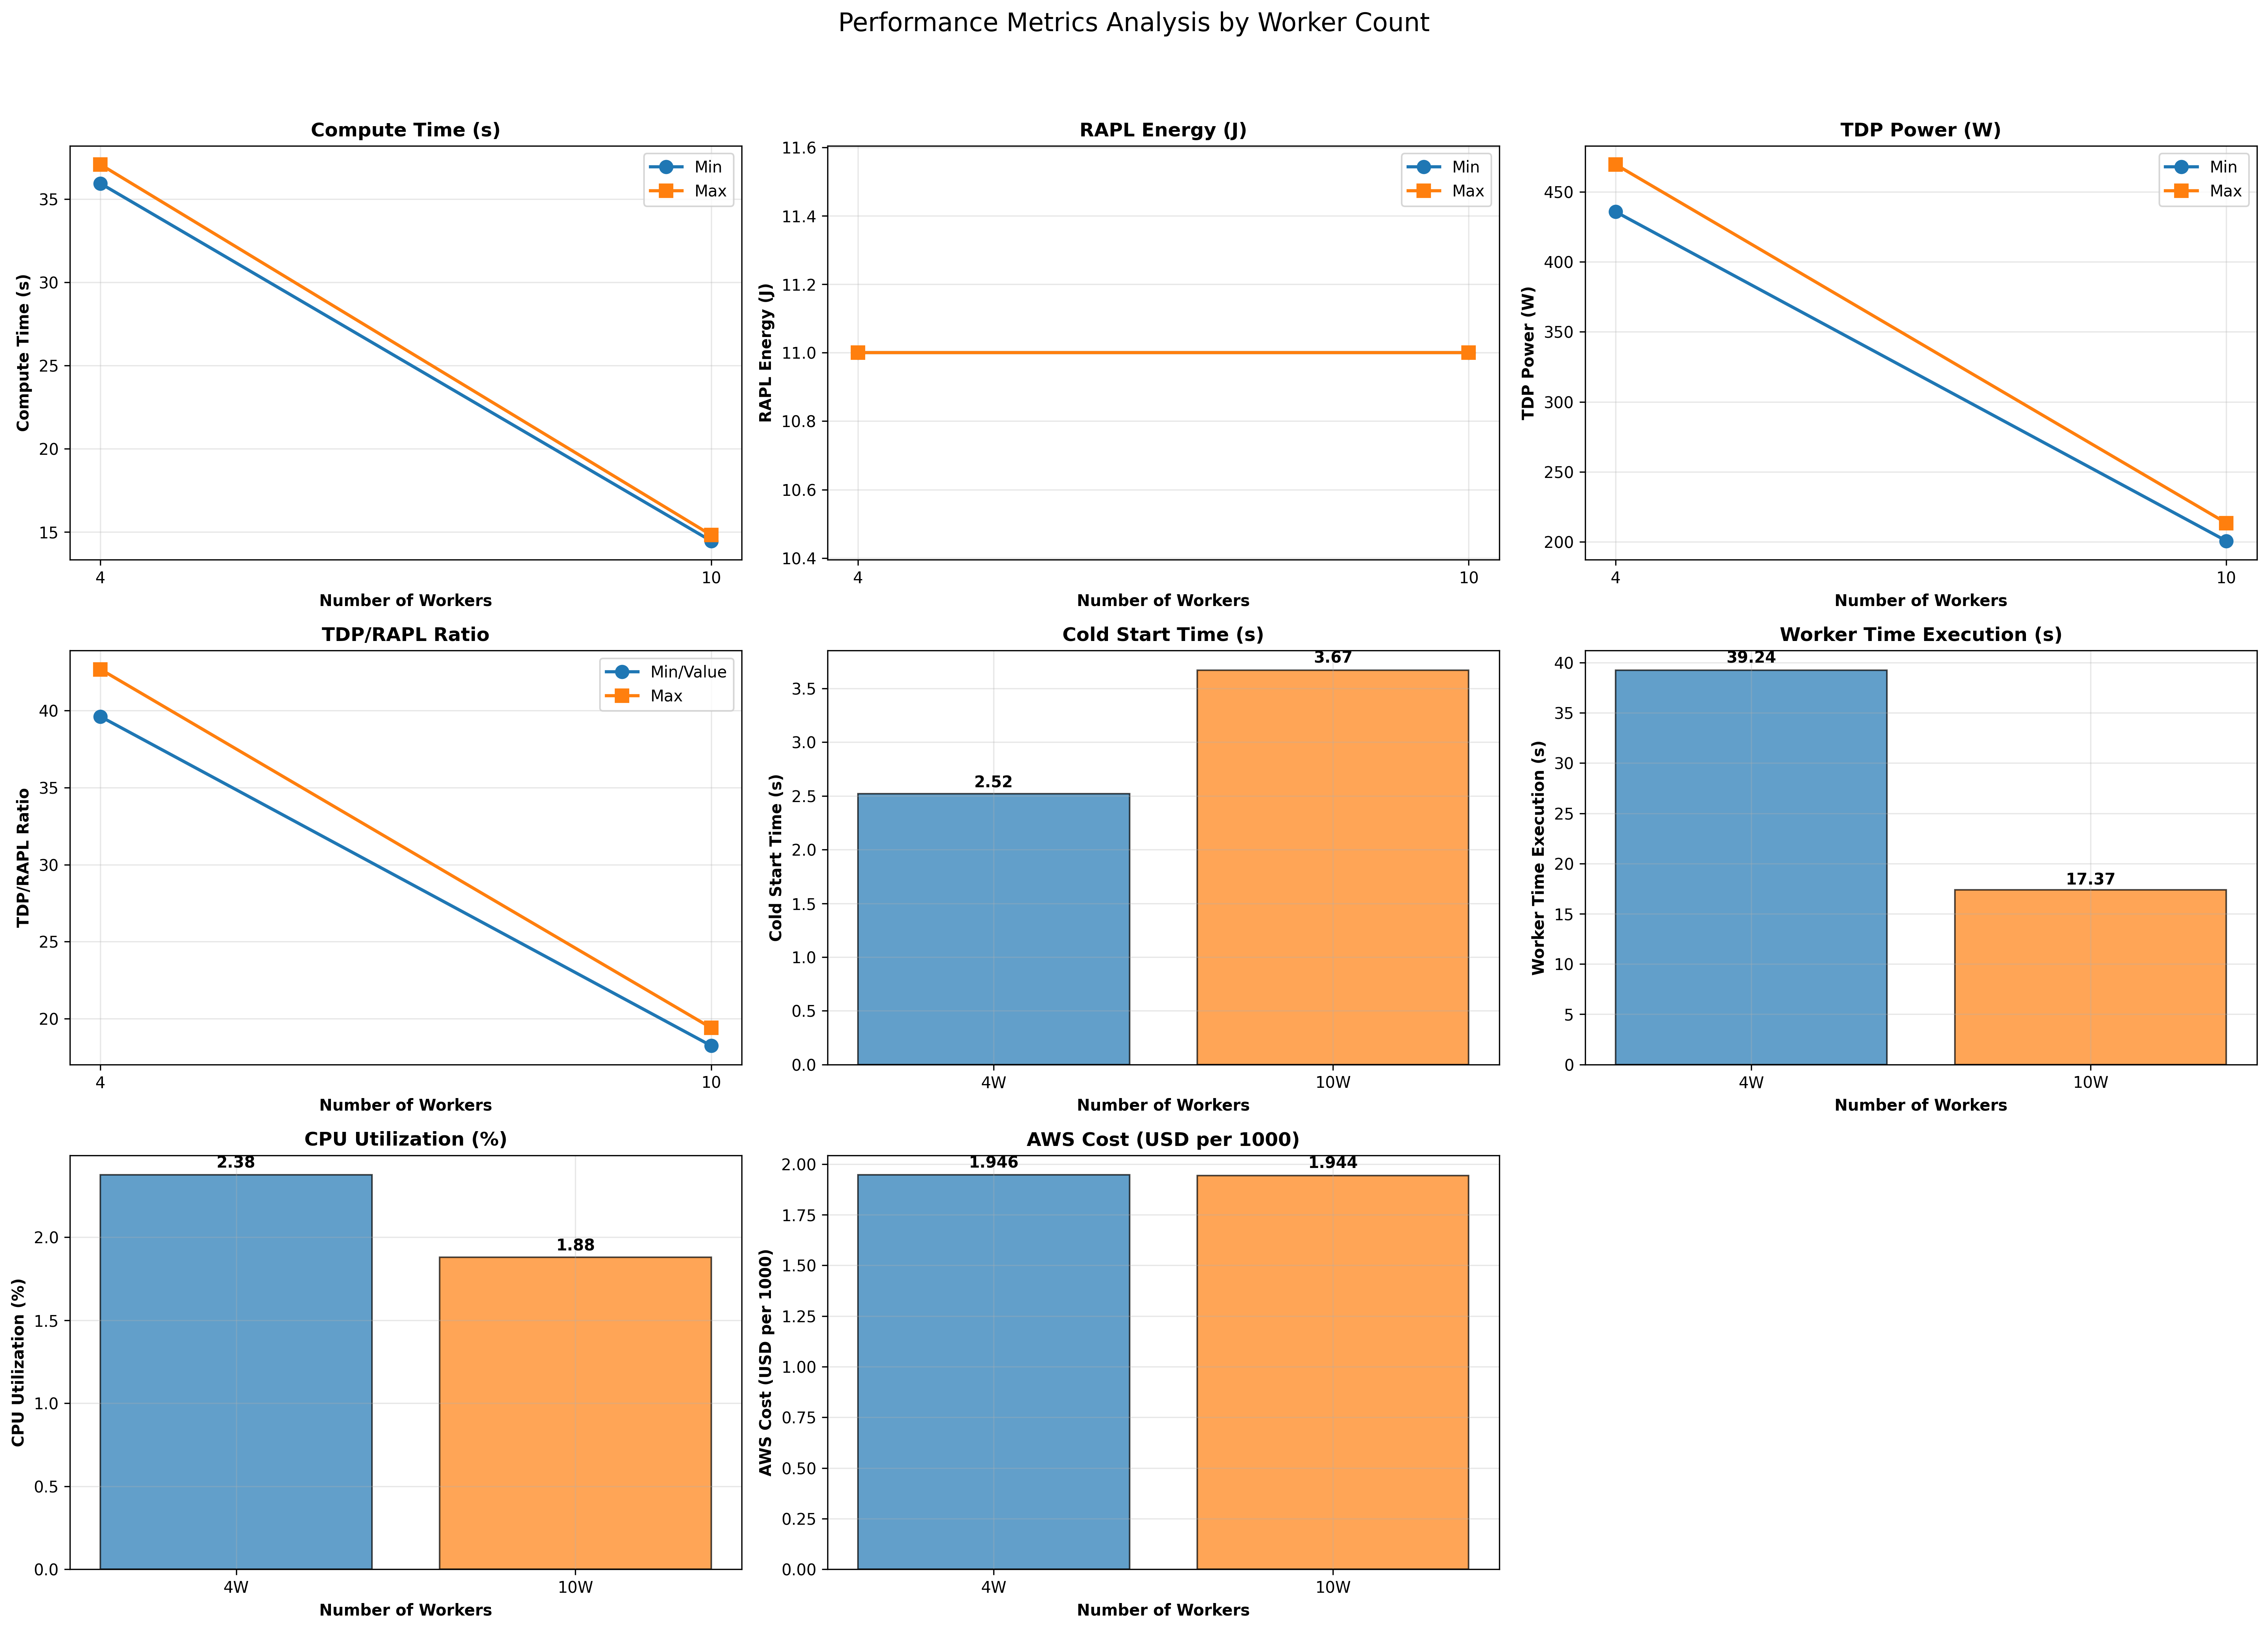 Performance Metrics Analysis by Worker Count
Compute Time (s)
Compute Time (s)
35
30
25
20
15
Min
Max
4
10
Number of Workers
RAPL Energy (J)
RAPL Energy (J)
11.6
11.4
11.2
11.0
10.8
10.6
10.4
Min
Max
4
10
Number of Workers
TDP Power (W)
TDP Power (W)
450
400
350
300
250
200
Min
Max
4
10
Number of Workers
TDP/RAPL Ratio
TDP/RAPL Ratio
40
35
30
25
20
Min/Value
Max
4
10
Number of Workers
Cold Start Time (s)
Cold Start Time (s)
3.5
3.0
2.5
2.0
1.5
1.0
0.5
0.0
2.52
3.67
4W
10W
Number of Workers
Worker Time Execution (s)
Worker Time Execution (s)
40
35
30
25
20
15
10
5
0
39.24
17.37
4W
10W
Number of Workers
CPU Utilization (%)
CPU Utilization (%)
2.0
1.5
1.0
0.5
0.0
2.38
1.88
4W
10W
Number of Workers
AWS Cost (USD per 1000)
AWS Cost (USD per 1000)
2.00
1.75
1.50
1.25
1.00
0.75
0.50
0.25
0.00
1.946
1.944
4W
10W
Number of Workers